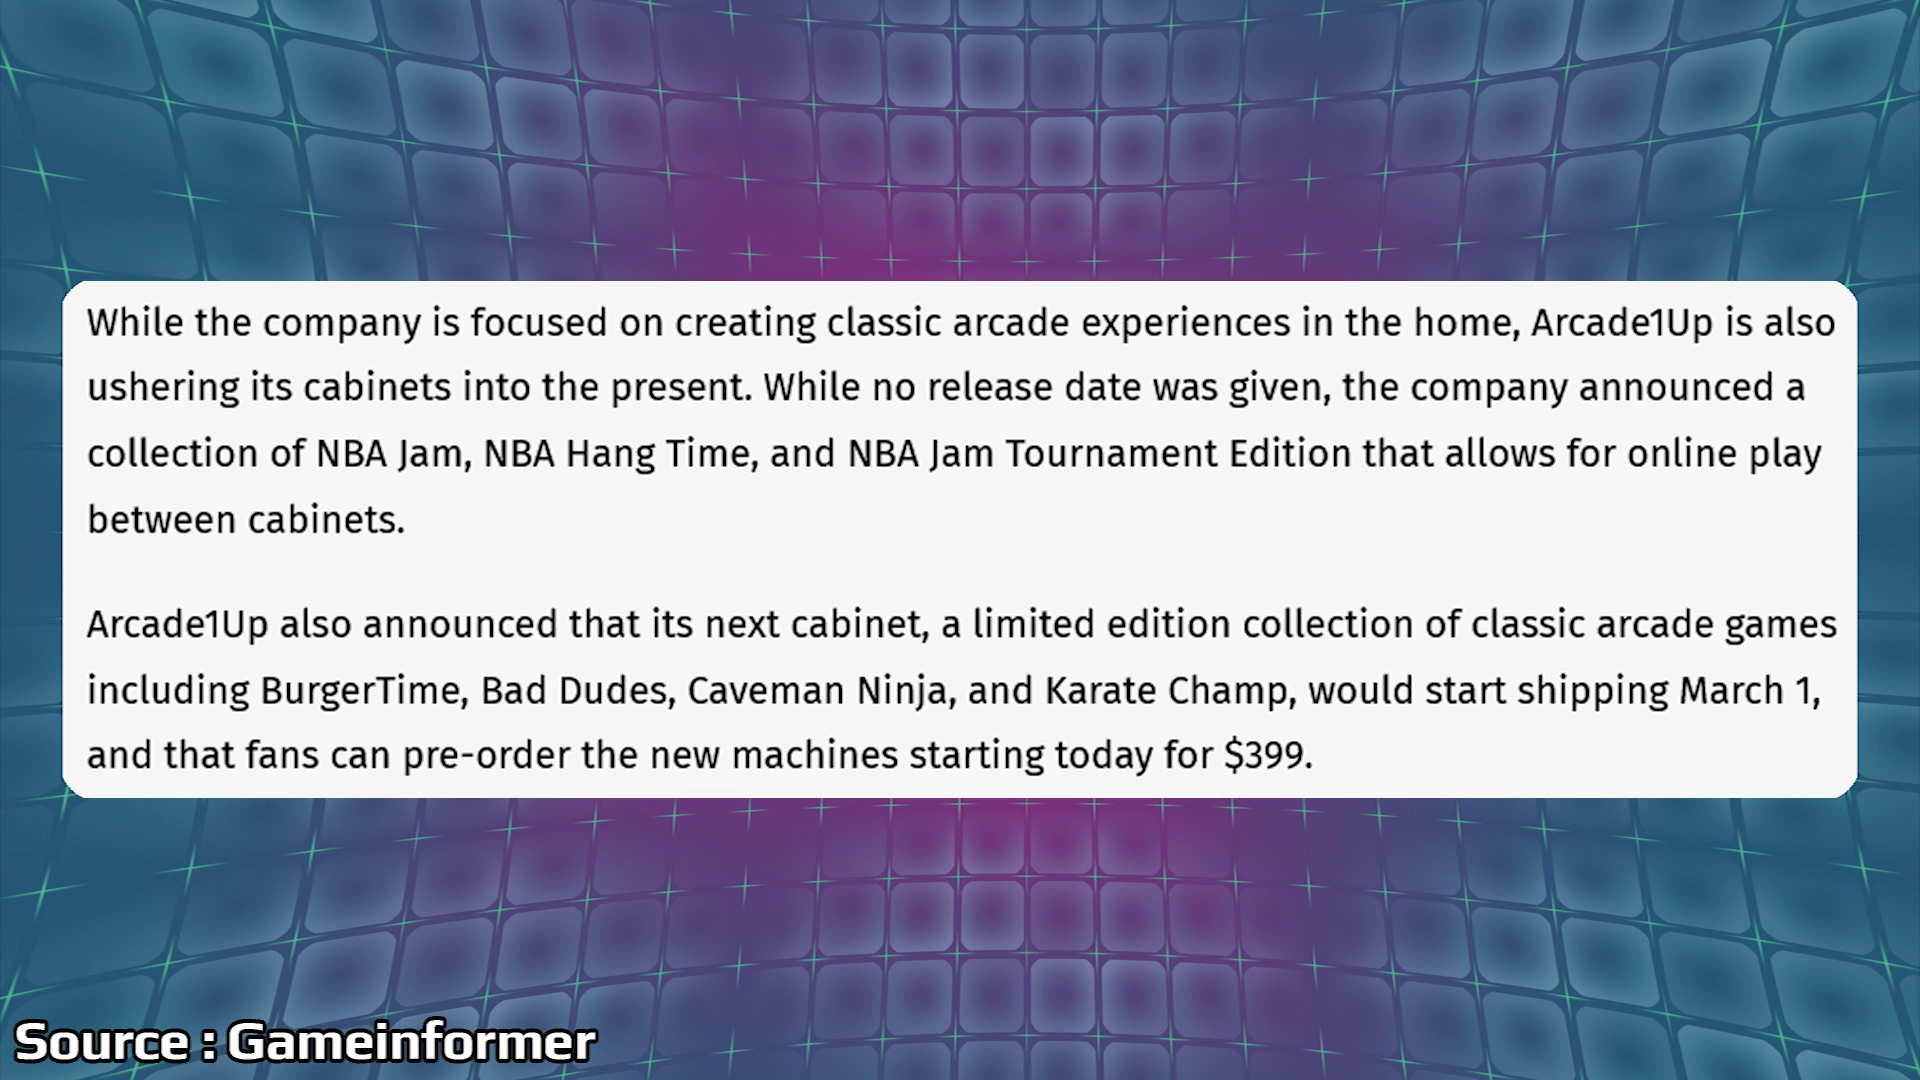 While the company is focused on creating classic arcade experiences in the home, Arcade1Up is also
ushering its cabinets into the present. While no release date was given, the company announced a
collection of NBA Jam, NBA Hang Time, and NBA Jam Tournament Edition that allows for online play
between cabinets.
Arcade1Up also announced that its next cabinet, a limited edition collection of classic arcade games
including BurgerTime, Bad Dudes, Caveman Ninja, and Karate Champ, would start shipping March 1,
and that fans can pre-order the new machines starting today for $399.
Source : Gameinformer